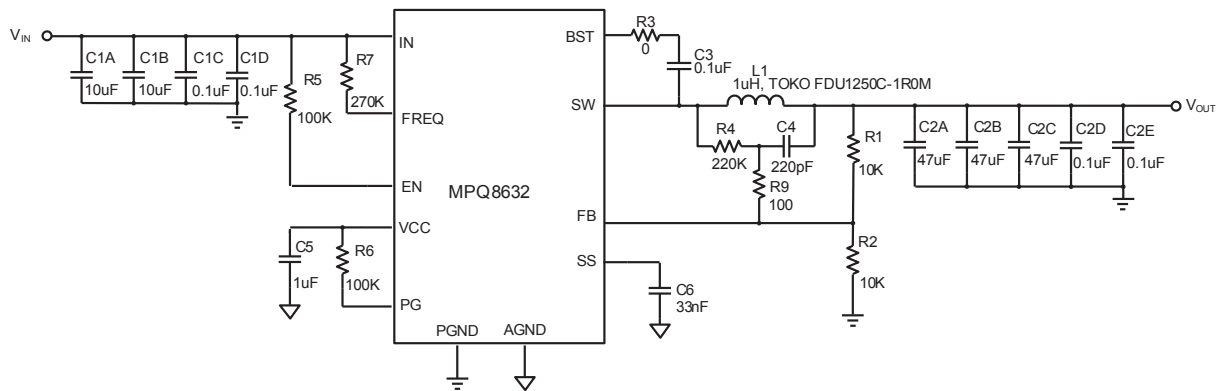 VIN
C1A
10uF
C1B
10uF
C1C
0.1uF
C1D
0.1uF
R5
100K
R7
270K
IN
FREQ
EN
VCC
PG
PGND
AGND
MPQ8632
BST
SW
FB
SS
C5
1uF
R6
100K
R3
0
C3
0.1uF
L1
1uH, TOKO FDU1250C-1R0M
R4
220K
C4
220pF
R9
100
R1
10K
R2
10K
C6
33nF
C2A
47uF
C2B
47uF
C2C
47uF
C2D
0.1uF
C2E
0.1uF
VOUT